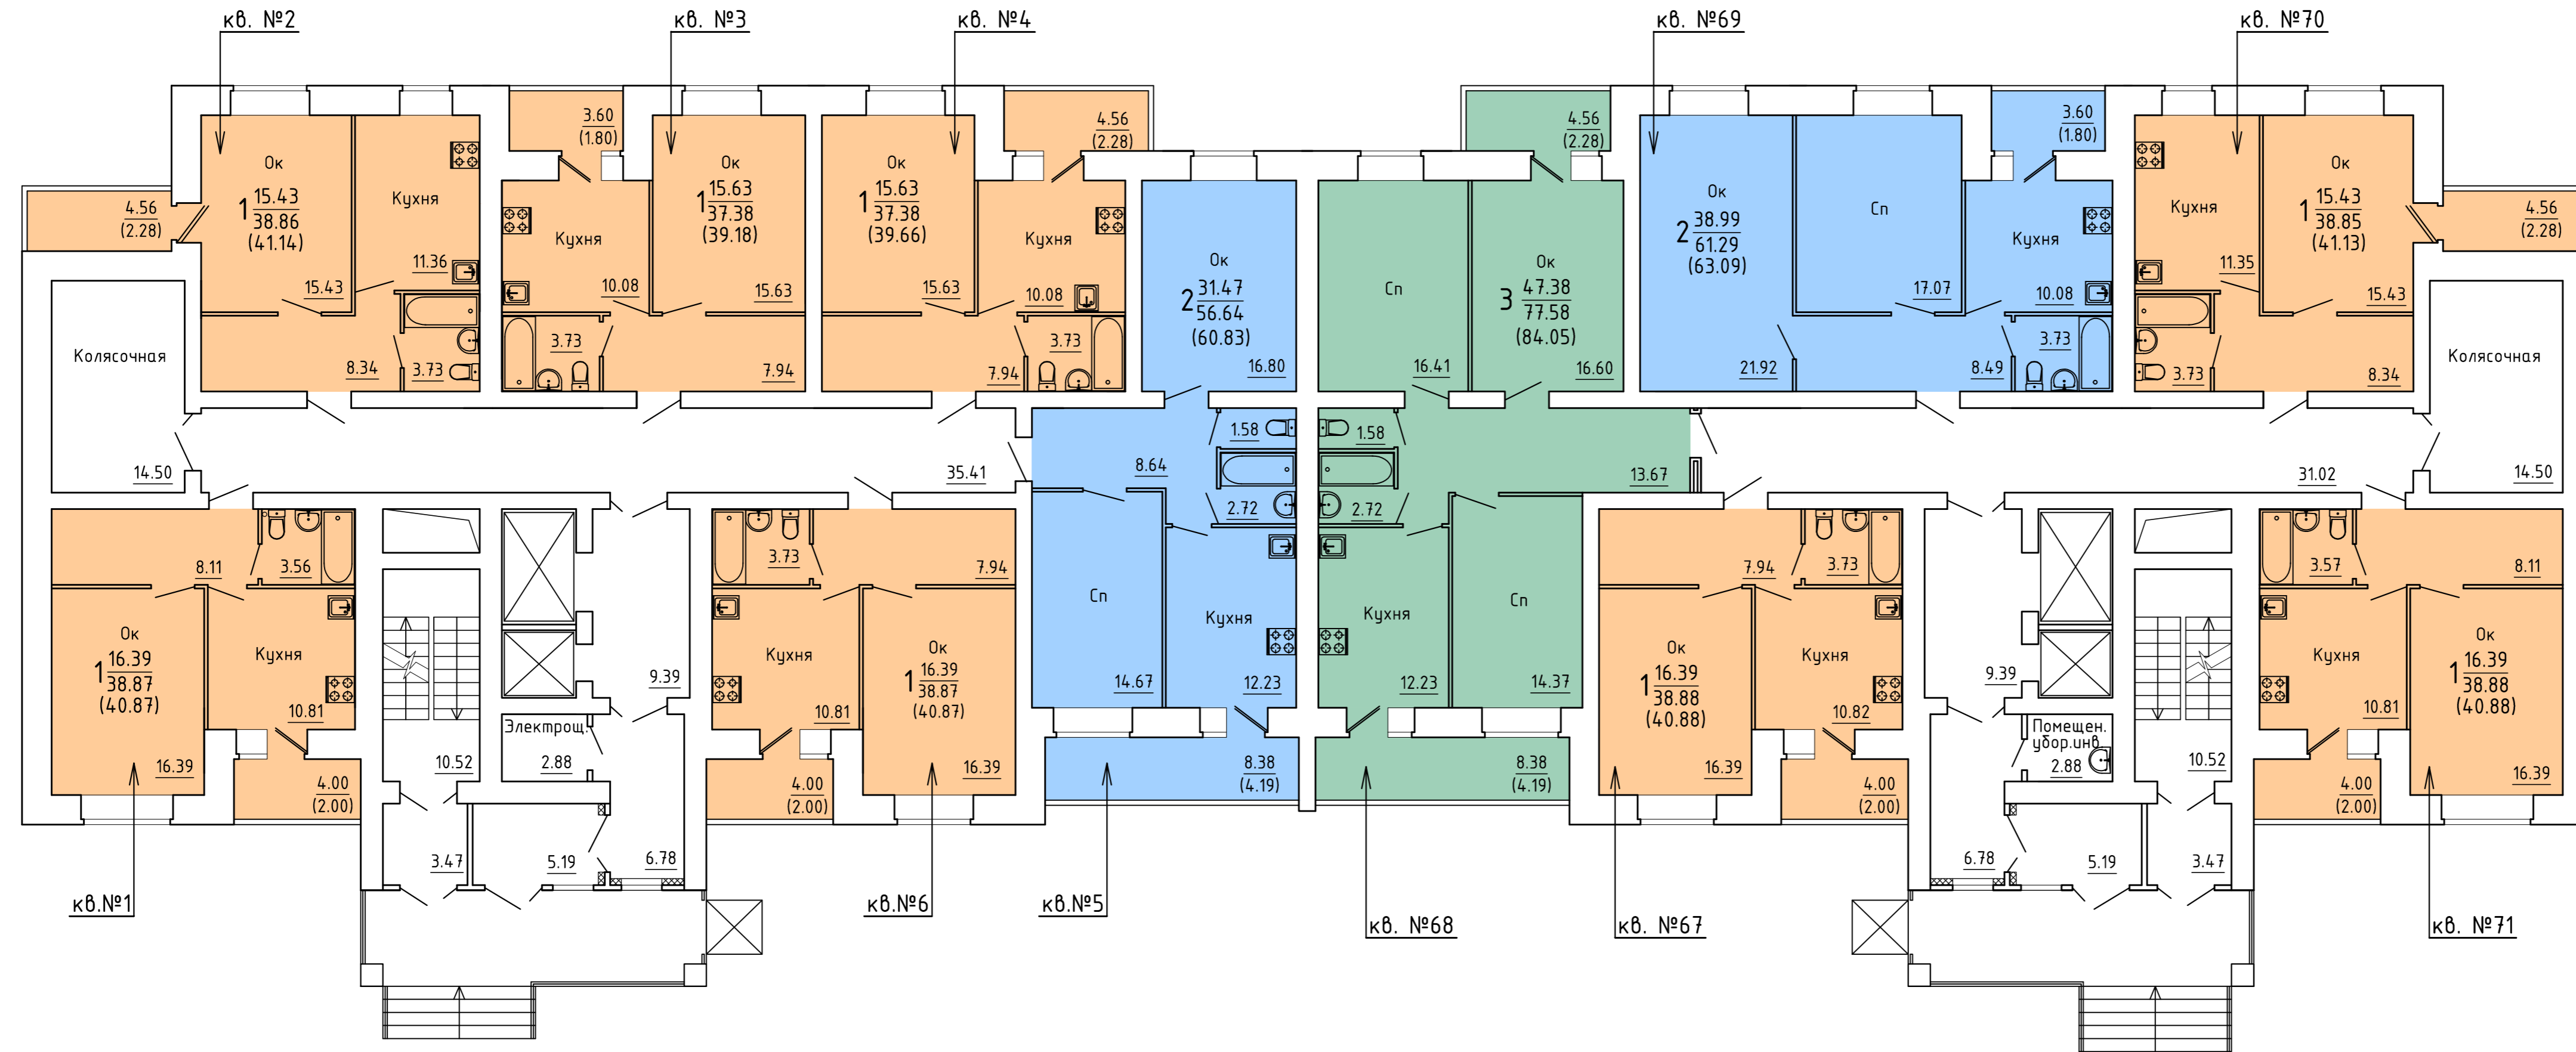 кв. №2
кв. №3
кв. №4
кв. №69
кв. №70
4.56
(2.28)
Ок
1 15.43
38.86
(41.14)
15.43
Кухня
11.36
8.34
3.73
3.60
(1.80)
Кухня
10.08
3.73
Ок
1 15.63
37.38
(39.18)
15.63
7.94
Ок
1 15.63
37.38
(39.66)
15.63
7.94
4.56
(2.28)
Кухня
10.08
3.73
Ок
2 31.47
56.64
(60.83)
16.80
4.56
(2.28)
Сп
16.41
Ок
3 47.38
77.58
(84.05)
16.60
Ок
2 38.99
61.29
(63.09)
21.92
Сп
17.07
3.60
(1.80)
Кухня
10.08
8.49
3.73
Кухня
11.35
3.73
Ок
1 15.43
38.85
(41.13)
15.43
8.34
4.56
(2.28)
Колясочная
14.50
35.41
8.64
1.58
2.72
1.58
2.72
13.67
31.02
Колясочная
14.50
8.11
3.56
Ок
1 16.39
38.87
(40.87)
16.39
Кухня
10.81
4.00
(2.00)
10.52
9.39
Электрощ.
2.88
3.47
5.19
6.78
3.73
7.94
Кухня
10.81
4.00
(2.00)
Ок
1 16.39
38.87
(40.87)
16.39
Сп
14.67
Кухня
12.23
8.38
(4.19)
Кухня
12.23
Сп
14.37
8.38
(4.19)
7.94
3.73
Ок
1 16.39
38.88
(40.88)
16.39
Кухня
10.82
4.00
(2.00)
9.39
Помещен.
убор.инв.
2.88
10.52
6.78
5.19
3.47
3.57
8.11
Кухня
10.81
4.00
(2.00)
Ок
1 16.39
38.88
(40.88)
16.39
кв.№1
кв.№6
кв.№5
кв. №68
кв. №67
кв. №71